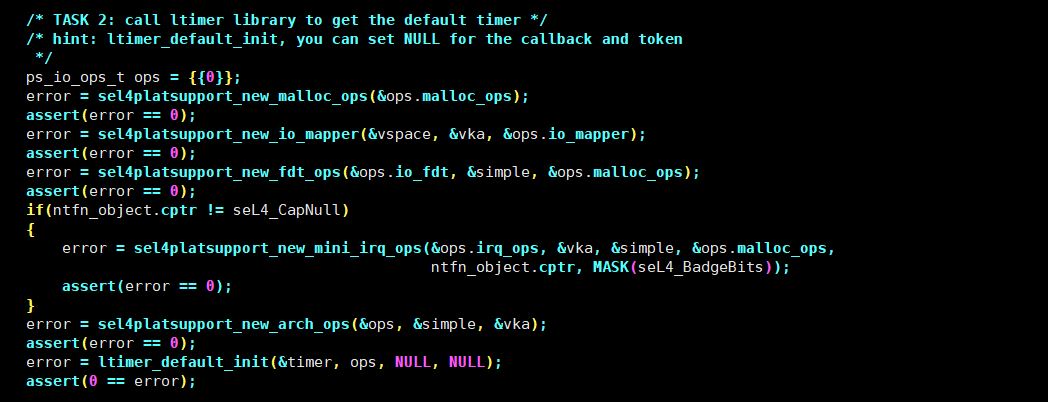 /* TASK 2: call ltimer library to get the default timer */
/* hint: ltimer_default_init, you can set NULL for the callback and token
 */
ps_io_ops_t ops = {{0}};
error = sel4platsupport_new_malloc_ops(&ops.malloc_ops);
assert(error == 0);
error = sel4platsupport_new_io_mapper(&vspace, &vka, &ops.io_mapper);
assert(error == 0);
error = sel4platsupport_new_fdt_ops(&ops.io_fdt, &simple, &ops.malloc_ops);
assert(error == 0);
if(ntfn_object.cptr != seL4_CapNull)
{
    error = sel4platsupport_new_mini_irq_ops(&ops.irq_ops, &vka, &simple, &ops.malloc_ops,
                                             ntfn_object.cptr, MASK(seL4_BadgeBits));
    assert(error == 0);
}
error = sel4platsupport_new_arch_ops(&ops, &simple, &vka);
assert(error == 0);
error = ltimer_default_init(&timer, ops, NULL, NULL);
assert(0 == error);